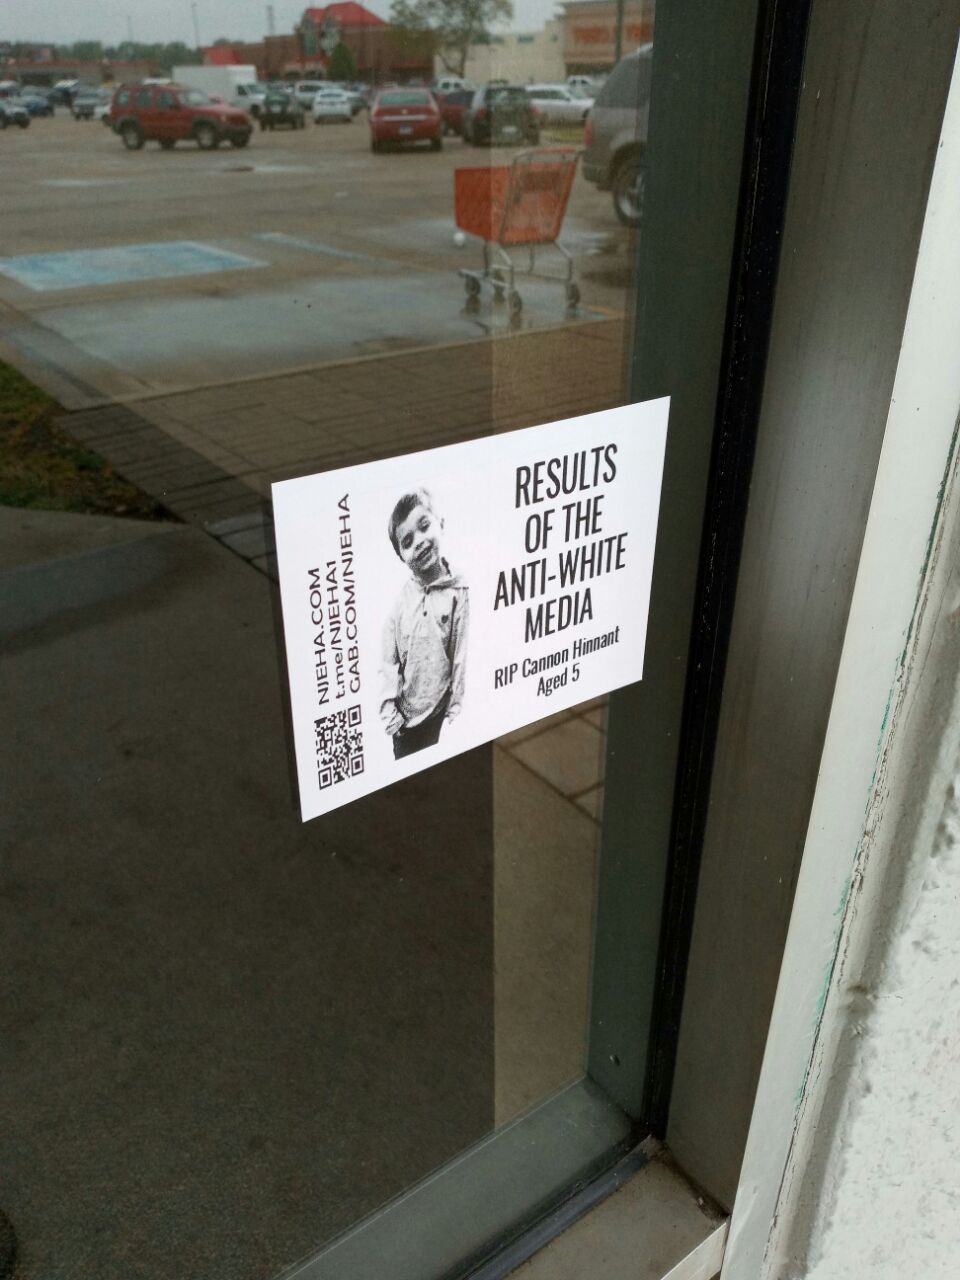 NJEHA.COM
t.me/NJEHA1
GAB.COM/NJEHA
RESULTS
OF THE
ANTI-WHITE
MEDIA
RIP Cannon Hinnant
Aged 5